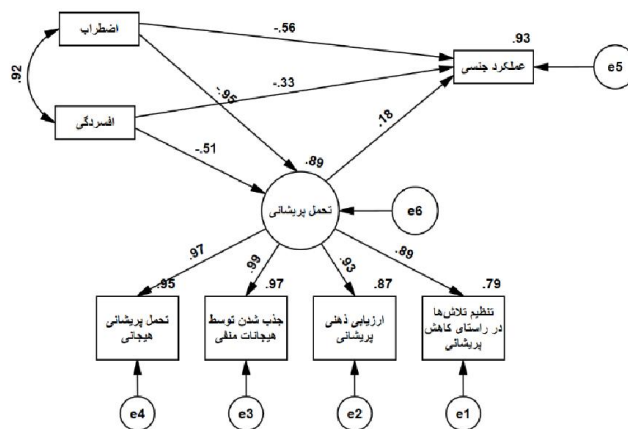 اضطراب
-.56
.93
عملکرد جنسی
e5
.92
-.95
-.33
افسردگی
.18
-.51
.89
تحمل پریشانی
e6
.97
.99
.93
.89
.95
.97
.87
.79
تحمل پریشانی
هیجانی
جذب شدن توسط
هیجانات منفی
ارزیابی ذهنی
پریشانی
تنظیم تلاش‌ها
در راستای کاهش
پریشانی
e4
e3
e2
e1